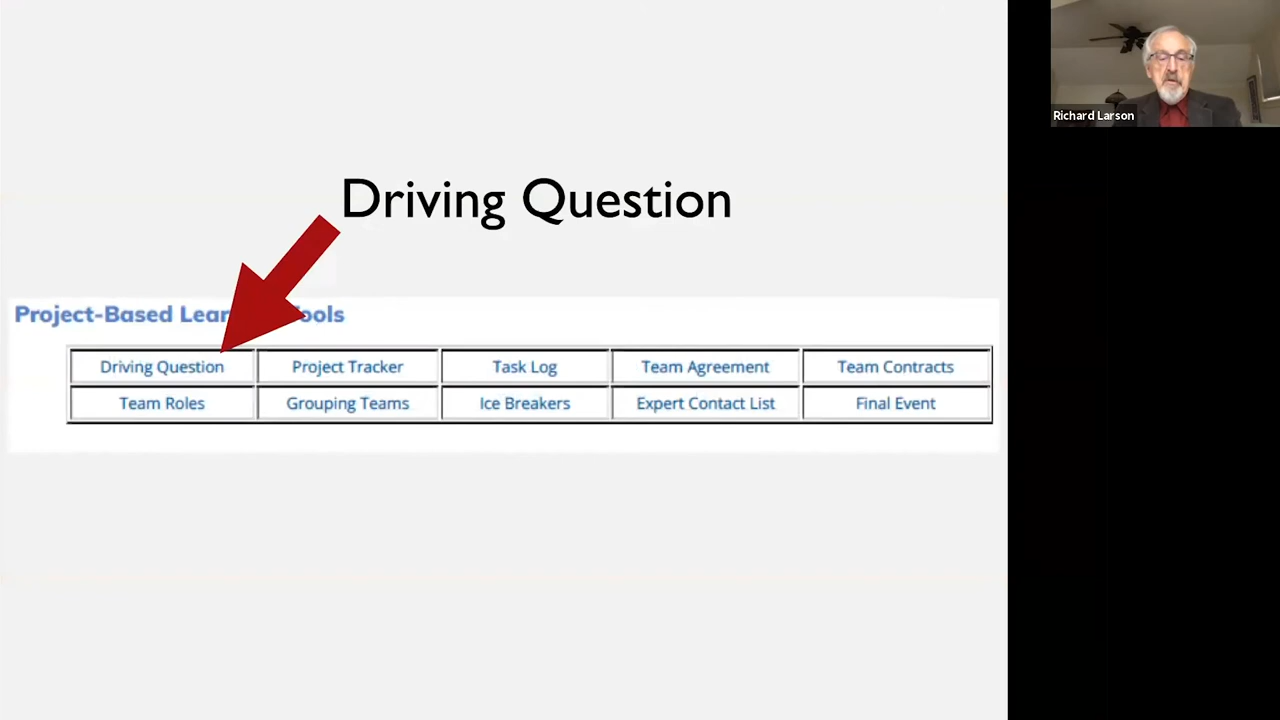 Driving Question
Project-Based Lear ools
Driving Question Project Tracker Task Log Team Agreement Team Contracts
Team Roles Grouping Teams Ice Breakers Expert Contact List Final Event
Richard Larson